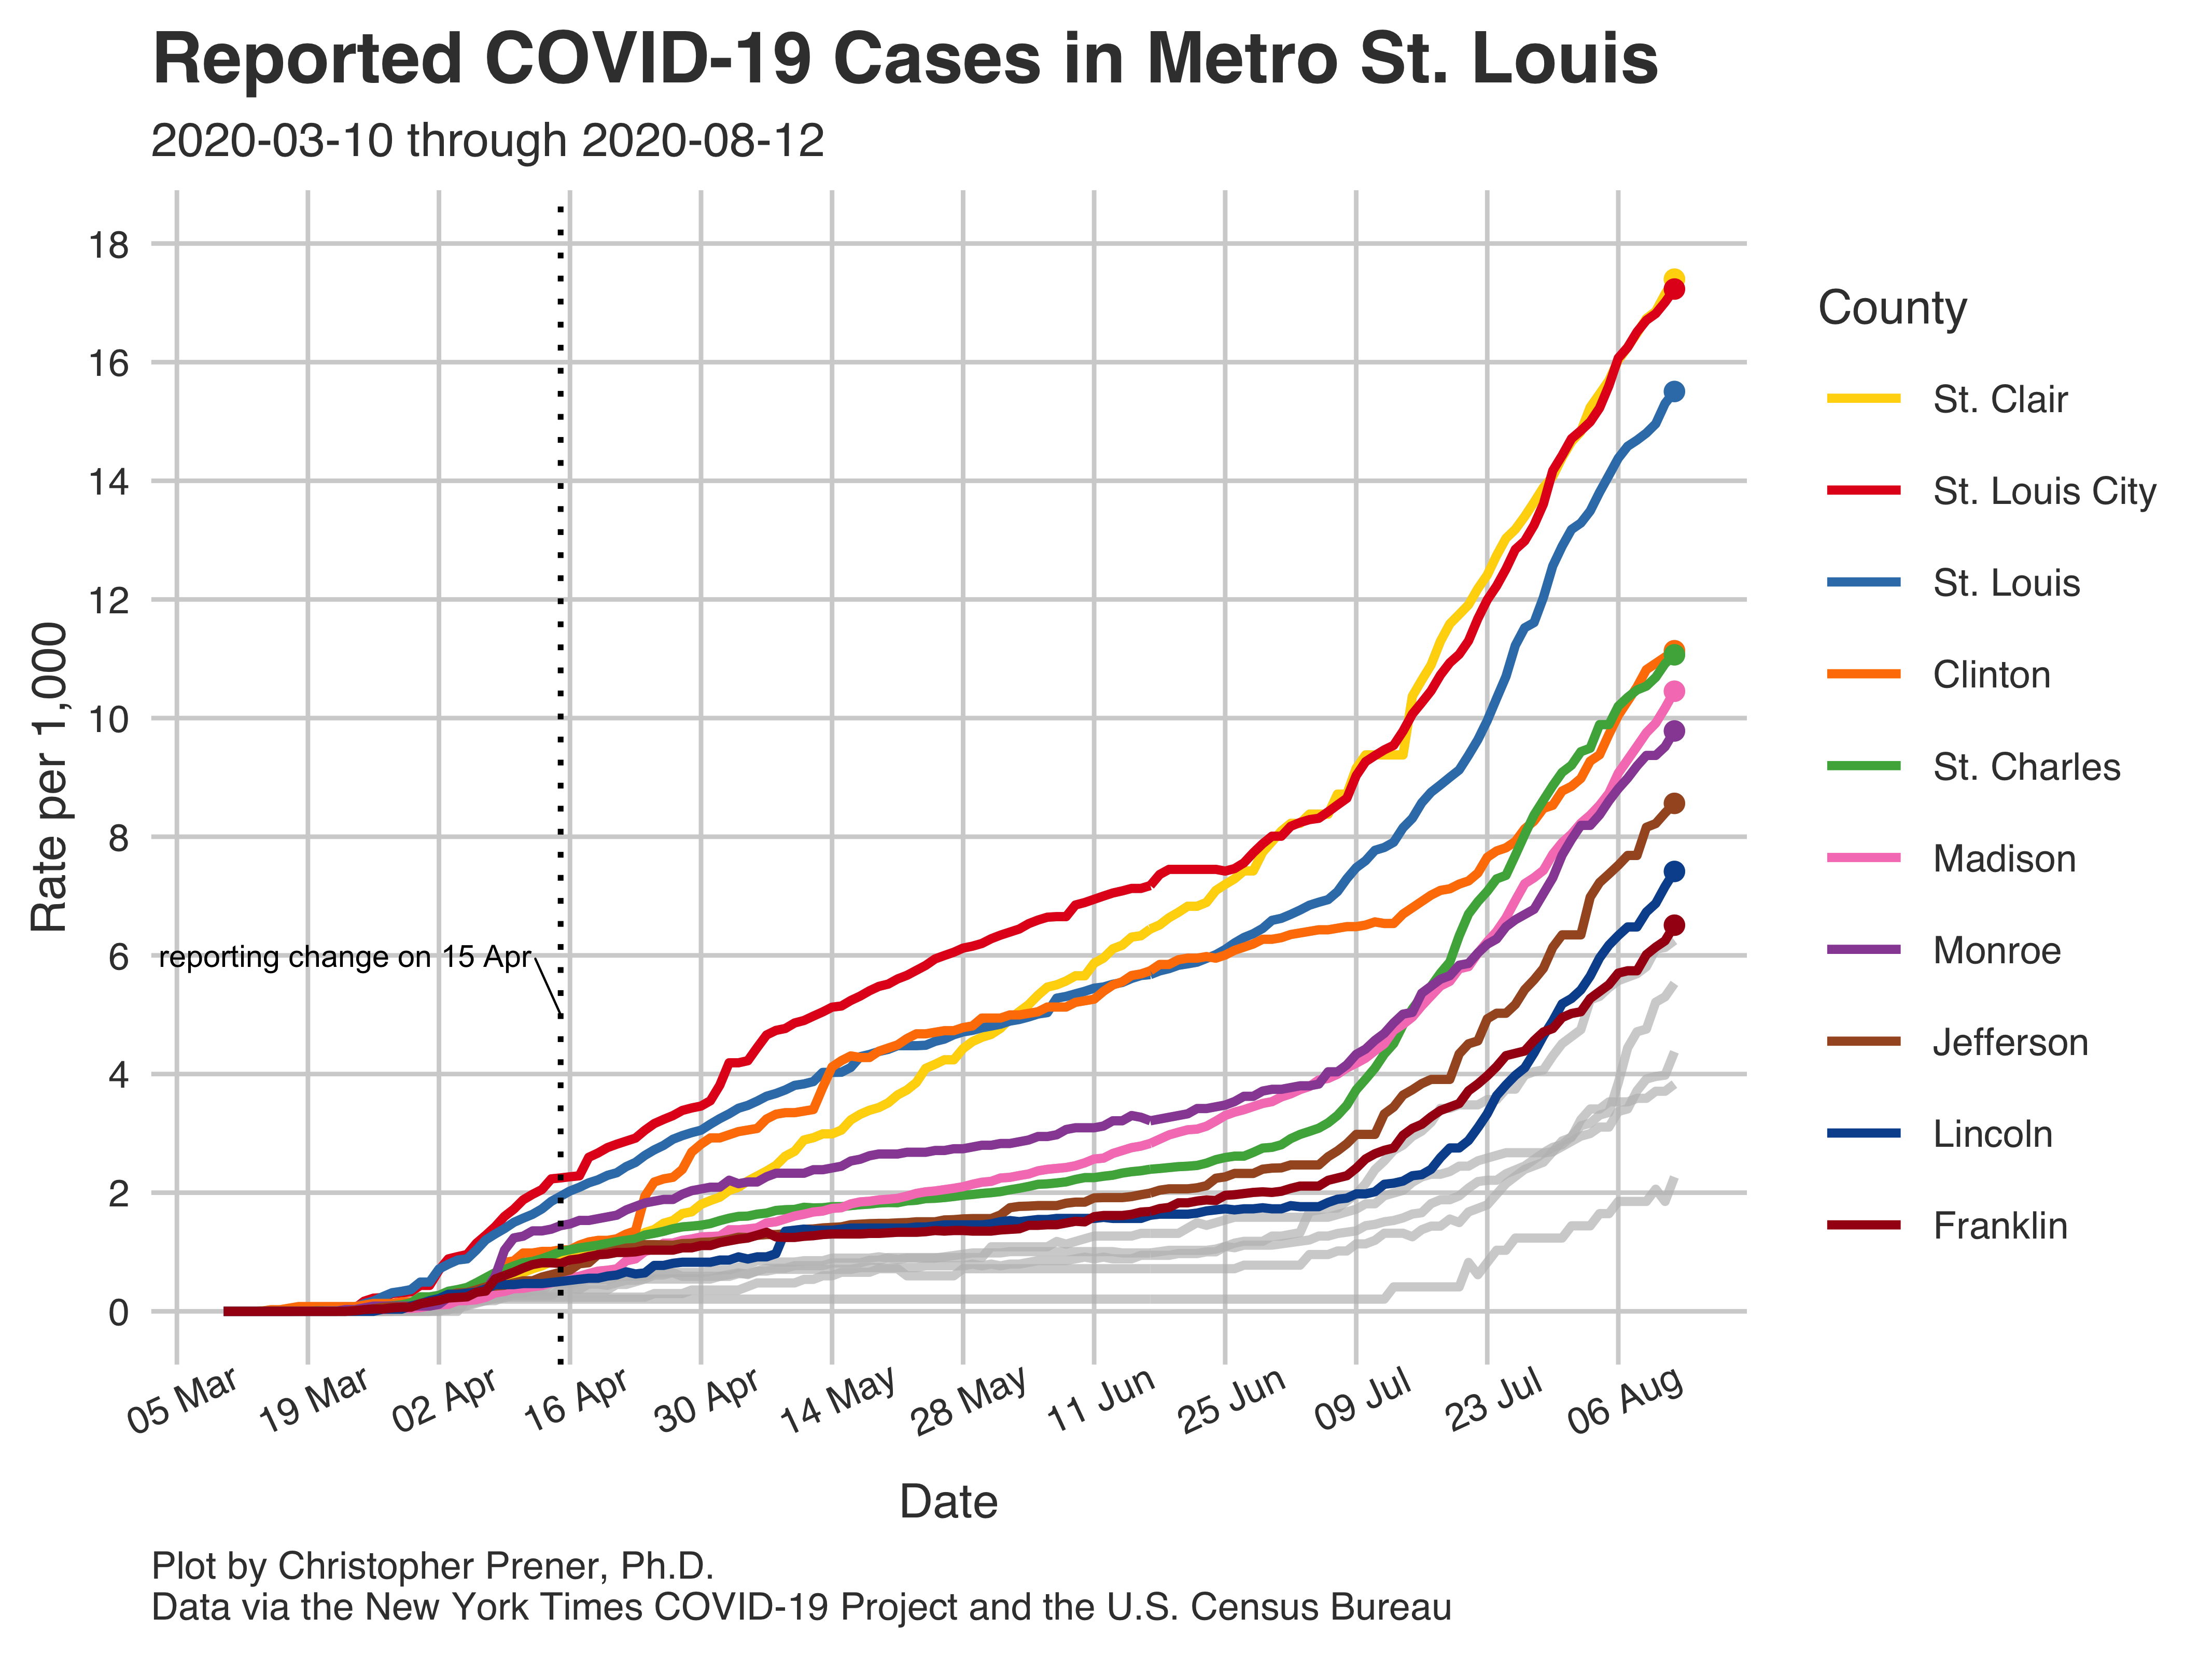 Reported COVID-19 Cases in Metro St. Louis
2020-03-10 through 2020-08-12
Rate per 1,000
18
16
14
12
10
8
6
4
2
0
reporting change on 15 Apr
05 Mar
19 Mar
02 Apr
16 Apr
30 Apr
14 May
28 May
11 Jun
25 Jun
09 Jul
23 Jul
06 Aug
Date
County
St. Clair
St. Louis City
St. Louis
Clinton
St. Charles
Madison
Monroe
Jefferson
Lincoln
Franklin
Plot by Christopher Prener, Ph.D.
Data via the New York Times COVID-19 Project and the U.S. Census Bureau